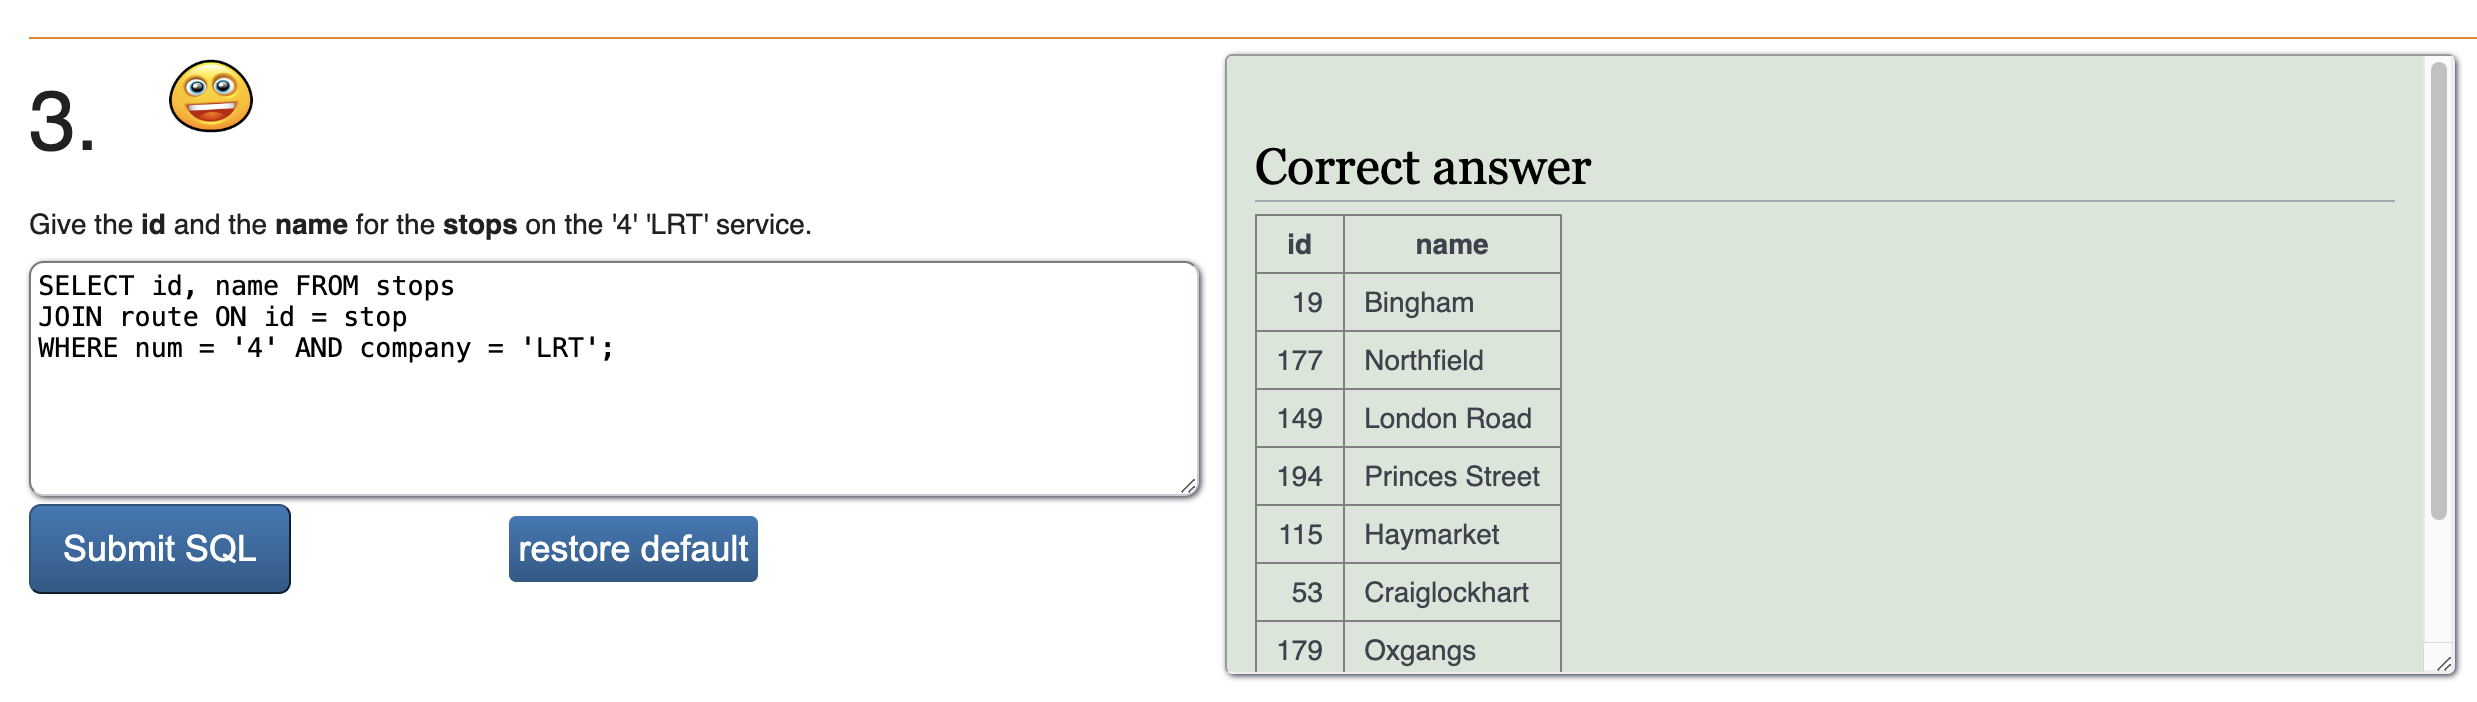 3.
Give the id and the name for the stops on the '4' 'LRT' service.
SELECT id, name FROM stops
JOIN route ON id = stop
WHERE num = '4' AND company = 'LRT';
Submit SQL
restore default
Correct answer
id name
19 Bingham
177 Northfield
149 London Road
194 Princes Street
115 Haymarket
53 Craiglockhart
179 Oxgangs